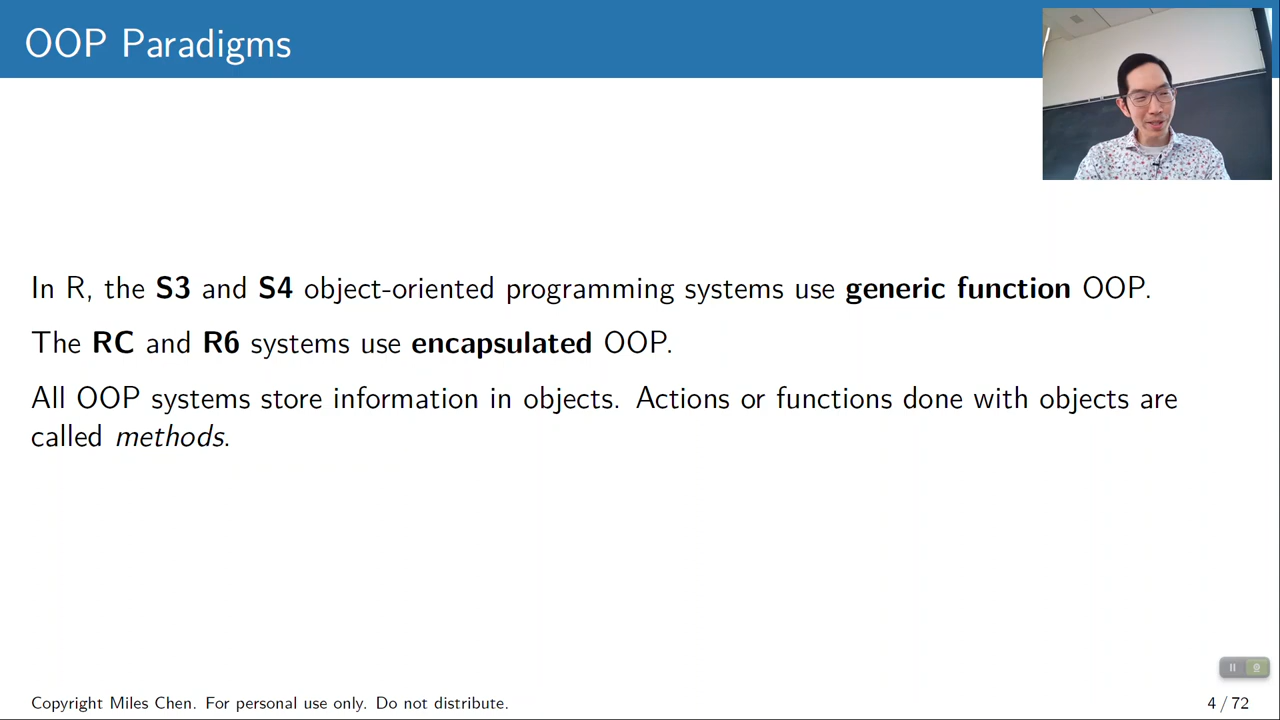 OOP Paradigms
In R, the S3 and S4 object-oriented programming systems use generic function OOP.
The RC and R6 systems use encapsulated OOP.
All OOP systems store information in objects. Actions or functions done with objects are
called methods.
Copyright Miles Chen. For personal use only. Do not distribute.
4 / 72